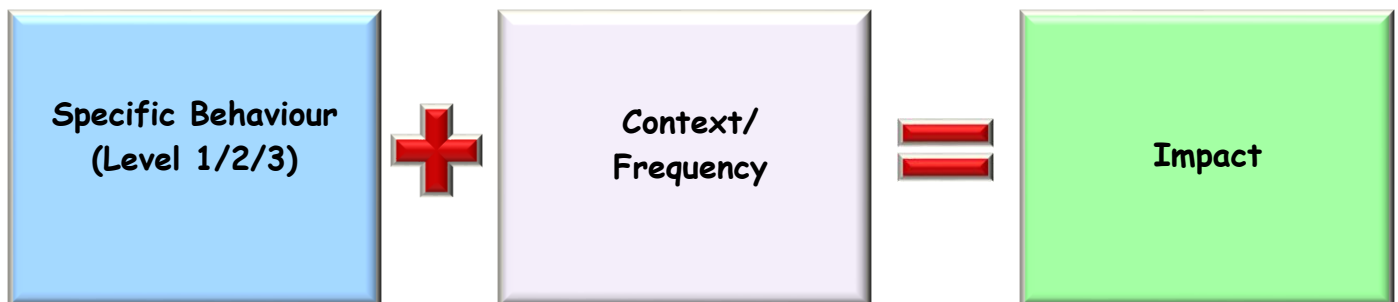 Specific Behaviour
(Level 1/2/3)
Context/
Frequency
Impact